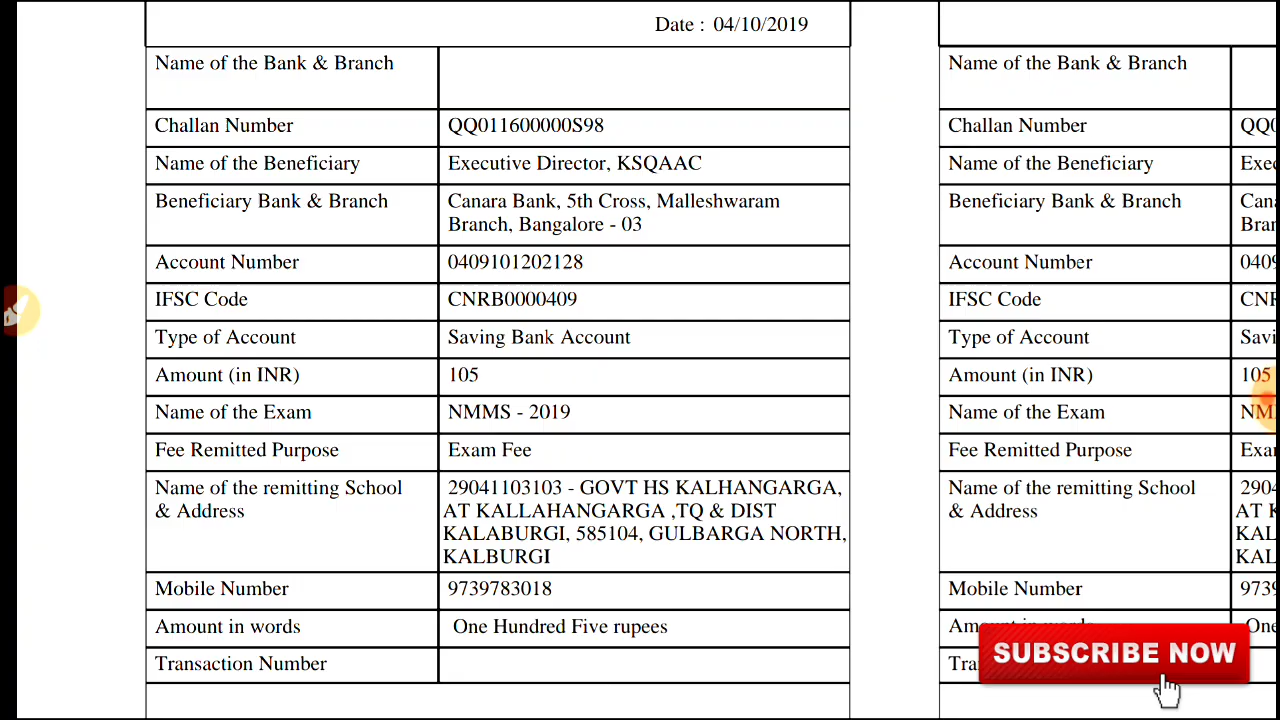 Date : 04/10/2019
Name of the Bank & Branch
Challan Number QQ011600000S98
Name of the Beneficiary Executive Director, KSQAAC
Beneficiary Bank & Branch Canara Bank, 5th Cross, Malleshwaram
Branch, Bangalore - 03
Account Number 0409101202128
IFSC Code CNRB0000409
Type of Account Saving Bank Account
Amount (in INR) 105
Name of the Exam NMMS - 2019
Fee Remitted Purpose Exam Fee
Name of the remitting School 29041103103 - GOVT HS KALHANGARGA,
& Address AT KALLAHANGARGA ,TQ & DIST
KALABURGI, 585104, GULBARGA NORTH,
KALBURGI
Mobile Number 9739783018
Amount in words One Hundred Five rupees
Transaction Number
Name of the Bank & Branch
Challan Number
Name of the Beneficiary
Beneficiary Bank & Branch
Account Number
IFSC Code
Type of Account
Amount (in INR) 105
Name of the Exam
Fee Remitted Purpose
Name of the remitting School
& Address
Mobile Number
SUBSCRIBE NOW